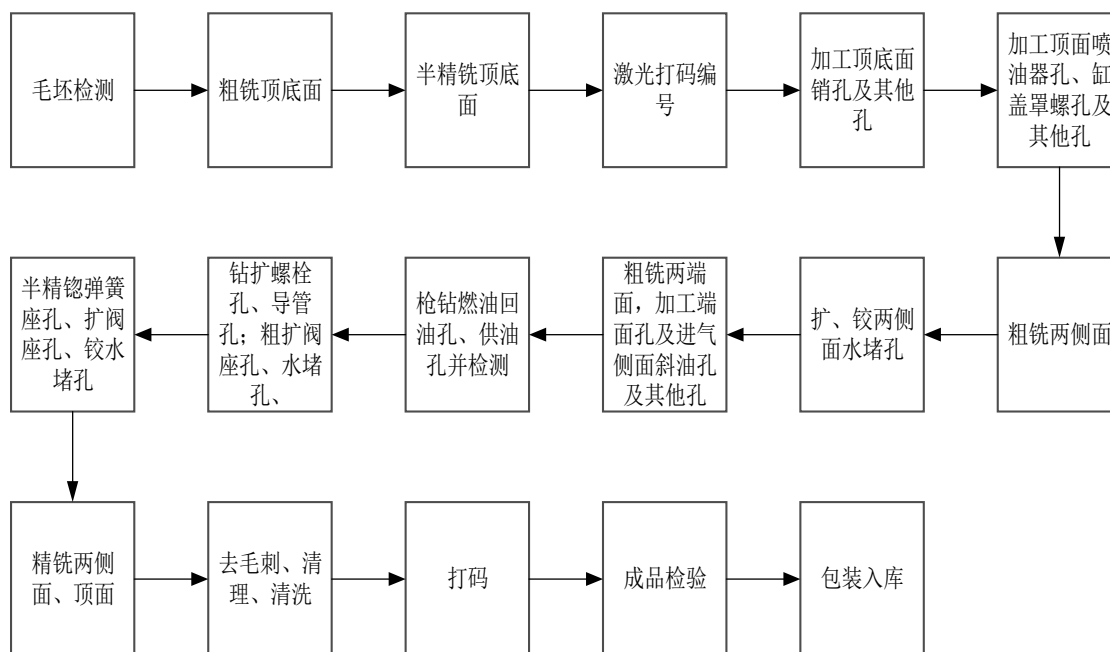 毛坯检测
粗铣顶底面
半精铣顶底
面
激光打码编
号
加工顶底面
销孔及其他
孔
加工顶面喷
油器孔、缸
盖罩螺孔及
其他孔
半精锪弹簧
座孔、扩阀
座孔、铰水
堵孔
钻扩螺栓
孔、导管
孔；粗扩阀
座孔、水堵
孔、
枪钻燃油回
油孔、供油
孔并检测
粗铣两端
面，加工端
面孔及进气
侧面斜油孔
及其他孔
扩、铰两侧
面水堵孔
粗铣两侧面
精铣两侧
面、顶面
去毛刺、清
理、清洗
打码
成品检验
包装入库